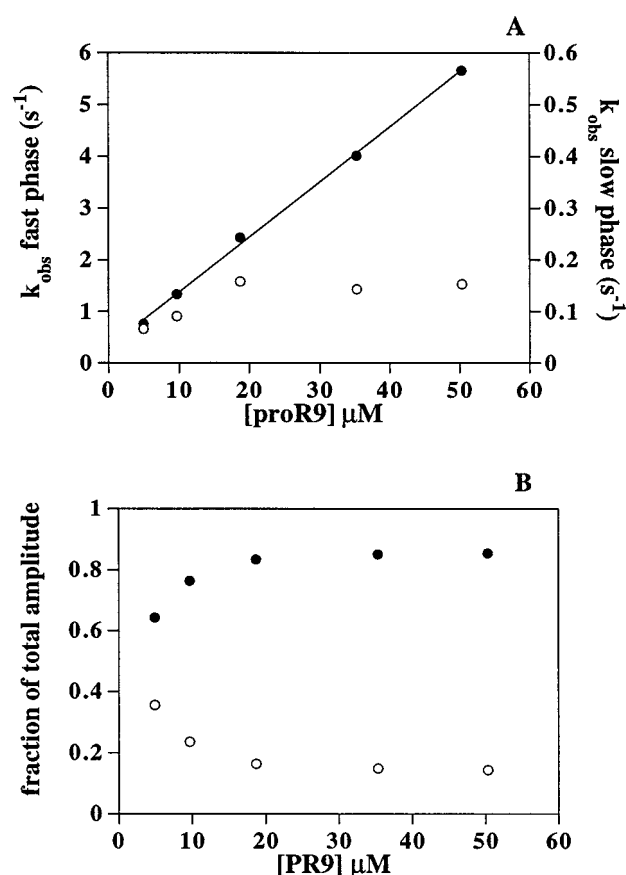 A
k_obs fast phase (s⁻¹)
6
5
4
3
2
1
0
k_obs slow phase (s⁻¹)
0.6
0.5
0.4
0.3
0.2
0.1
0
0 10 20 30 40 50 60
[proR9] μM
B
fraction of total amplitude
1
0.8
0.6
0.4
0.2
0
0 10 20 30 40 50 60
[PR9] μM